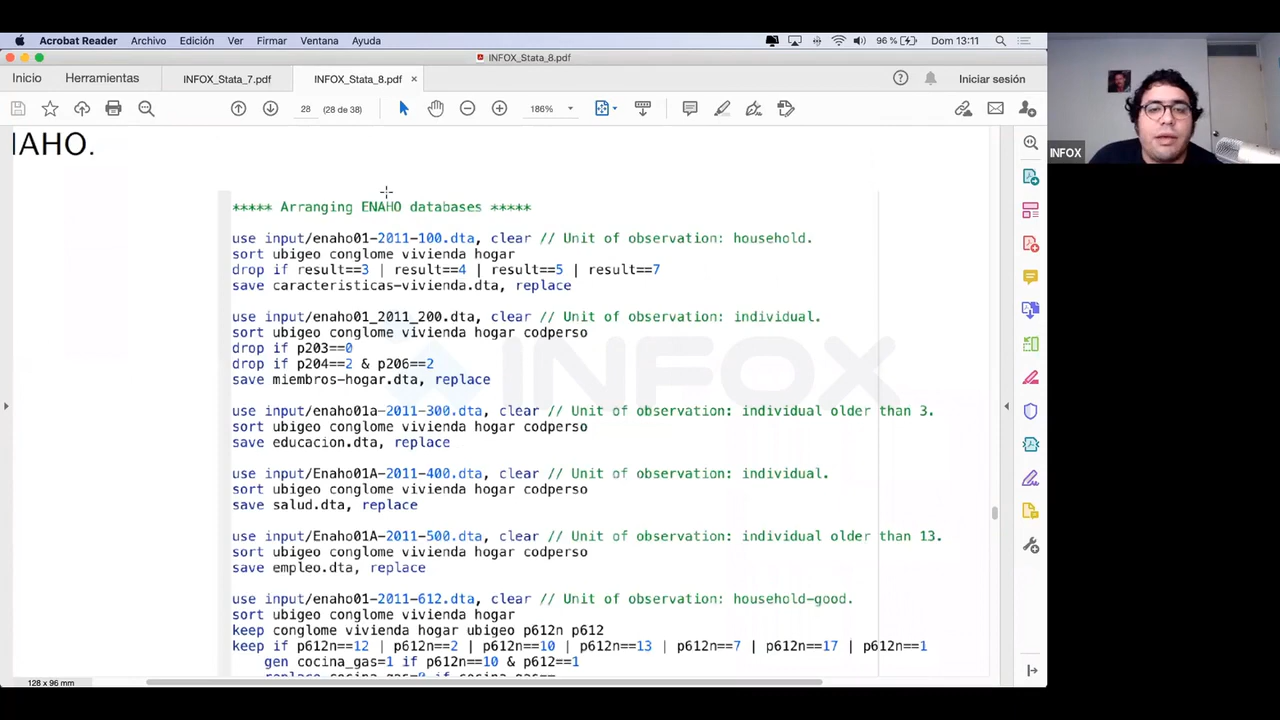 Acrobat Reader Archivo Edición Ver Firmar Ventana Ayuda 96 % Dom 13:11
INFOX_Stata_8.pdf
Inicio Herramientas INFOX_Stata_7.pdf INFOX_Stata_8.pdf × Iniciar sesión
28 (28 de 38) 186%
AHO.
***** Arranging ENAHO databases *****
use input/enaho01-2011-100.dta, clear // Unit of observation: household.
sort ubigeo conglome vivienda hogar
drop if result==3 | result==4 | result==5 | result==7
save caracteristicas-vivienda.dta, replace
use input/enaho01_2011_200.dta, clear // Unit of observation: individual.
sort ubigeo conglome vivienda hogar codperso
drop if p203==0
drop if p204==2 & p206==2
save miembros-hogar.dta, replace
use input/enaho01a-2011-300.dta, clear // Unit of observation: individual older than 3.
sort ubigeo conglome vivienda hogar codperso
save educacion.dta, replace
use input/Enaho01A-2011-400.dta, clear // Unit of observation: individual.
sort ubigeo conglome vivienda hogar codperso
save salud.dta, replace
use input/Enaho01A-2011-500.dta, clear // Unit of observation: individual older than 13.
sort ubigeo conglome vivienda hogar codperso
save empleo.dta, replace
use input/enaho01-2011-612.dta, clear // Unit of observation: household-good.
sort ubigeo conglome vivienda hogar
keep conglome vivienda hogar ubigeo p612n p612
keep if p612n==12 | p612n==2 | p612n==10 | p612n==13 | p612n==7 | p612n==17 | p612n==1
gen cocina_gas=1 if p612n==10 & p612==1
replace cocina_gas=0 if cocina_gas==
INFOX
128 x 96 mm
INFOX